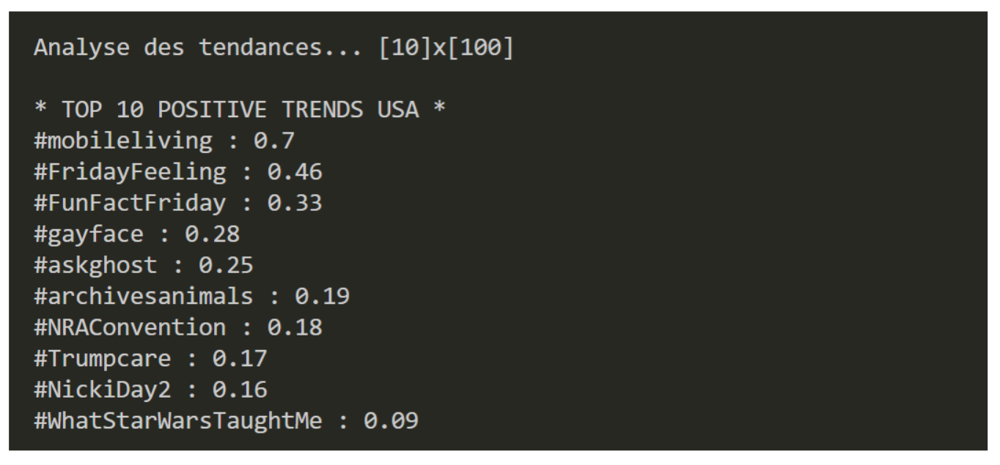 Analyse des tendances... [10]x[100]
* TOP 10 POSITIVE TRENDS USA *
#mobileliving : 0.7
#FridayFeeling : 0.46
#FunFactFriday : 0.33
#gayface : 0.28
#askghost : 0.25
#archivesanimals : 0.19
#NRAConvention : 0.18
#Trumpcare : 0.17
#NickiDay2 : 0.16
#WhatStarWarsTaughtMe : 0.09